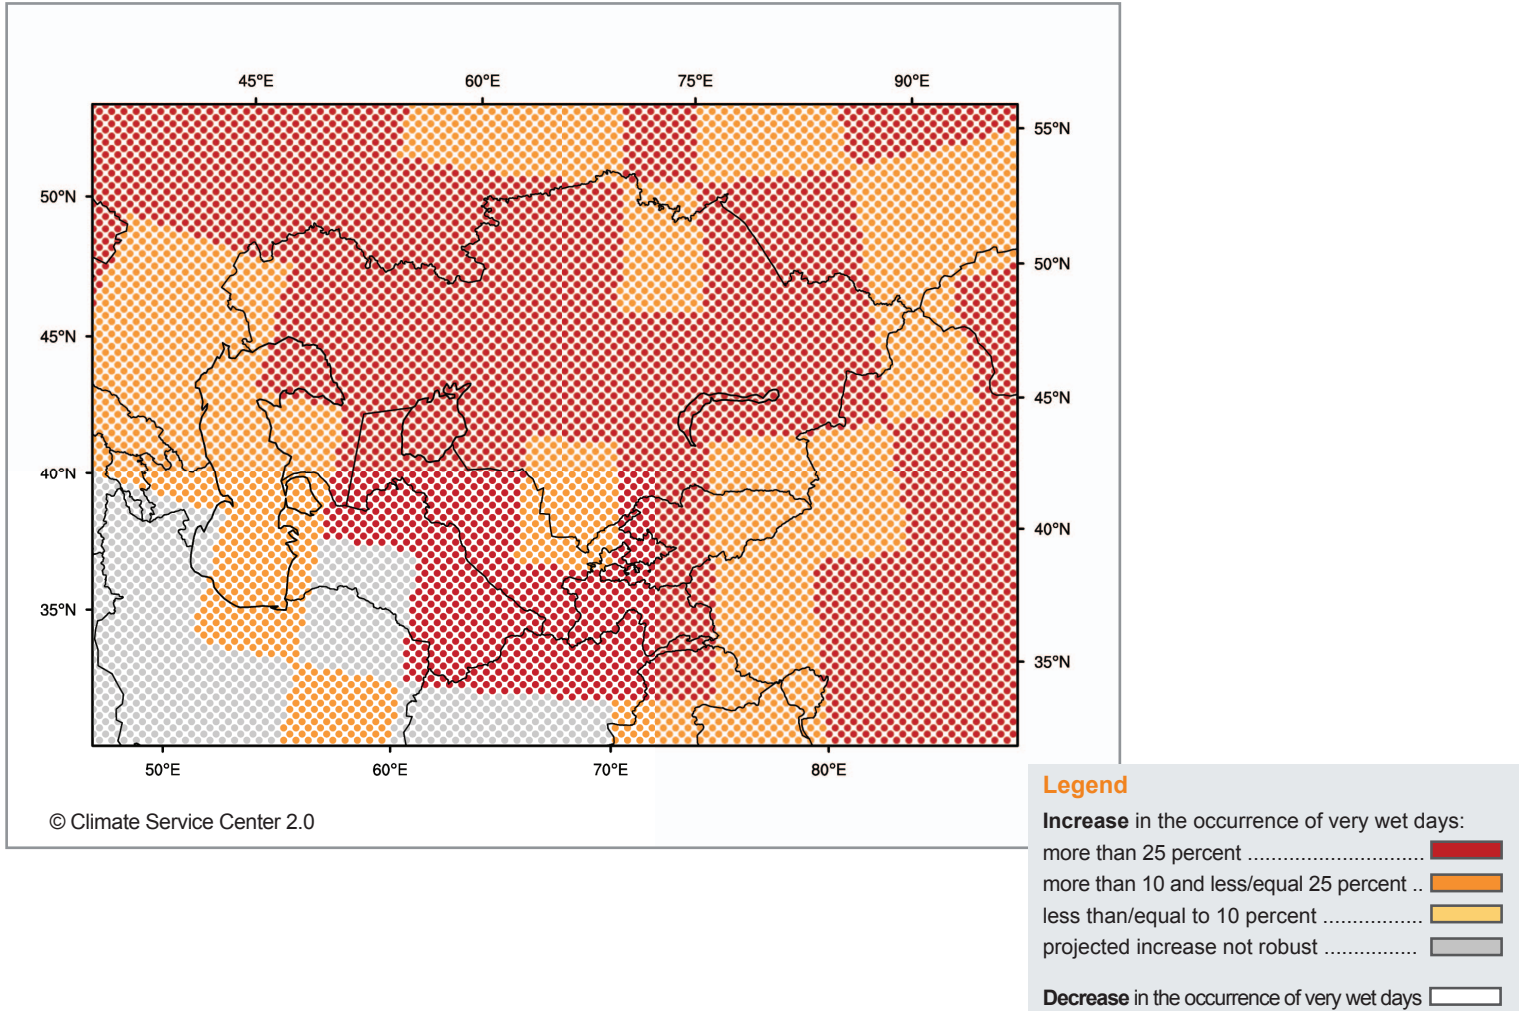 45°E 60°E 75°E 90°E
55°N
50°N
50°N
45°N
45°N
40°N
40°N
35°N
35°N
50°E 60°E 70°E 80°E
© Climate Service Center 2.0
Legend
Increase in the occurrence of very wet days:
more than 25 percent ..............................
more than 10 and less/equal 25 percent ..
less than/equal to 10 percent .................
projected increase not robust ................
Decrease in the occurrence of very wet days